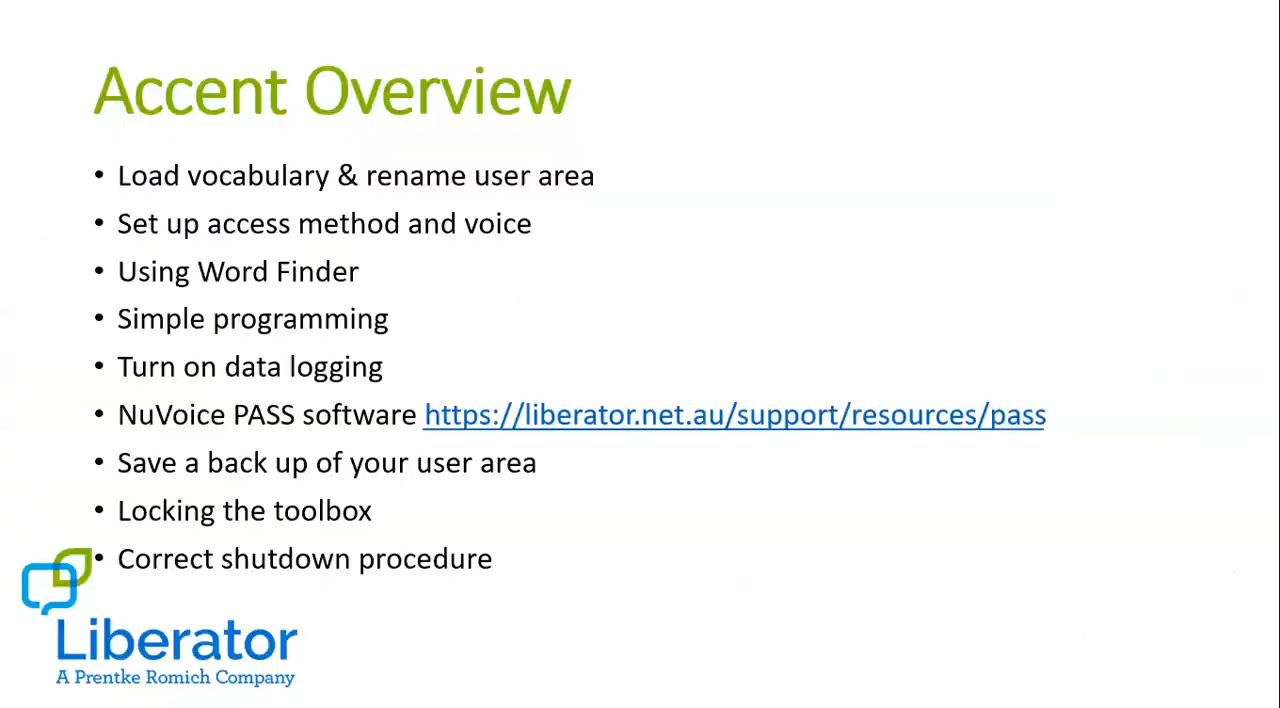 Accent Overview
• Load vocabulary & rename user area
• Set up access method and voice
• Using Word Finder
• Simple programming
• Turn on data logging
• NuVoice PASS software https://liberator.net.au/support/resources/pass
• Save a back up of your user area
• Locking the toolbox
• Correct shutdown procedure
Liberator
A Prentke Romich Company